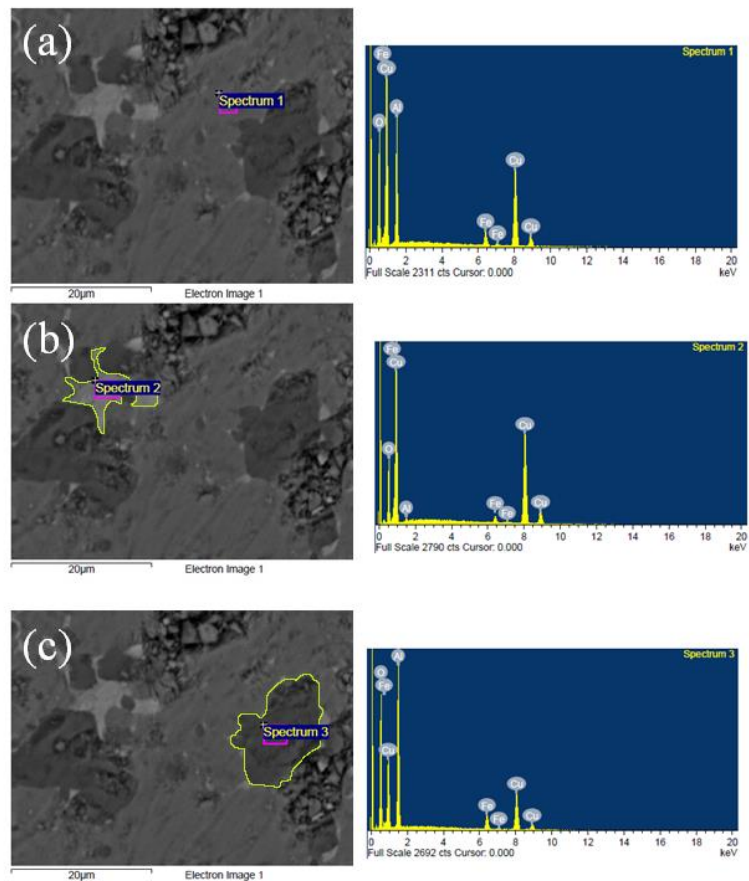 (a)
Spectrum 1
20µm Electron Image 1
Spectrum 1
Fe
Cu
O Al
Cu
Fe Fe Cu
0 2 4 6 8 10 12 14 16 18 20
Full Scale 2311 cts Cursor: 0.000 keV
(b)
Spectrum 2
20µm Electron Image 1
Spectrum 2
Fe
Cu
O
Cu
Al Fe Fe Cu
0 2 4 6 8 10 12 14 16 18 20
Full Scale 2790 cts Cursor: 0.000 keV
(c)
Spectrum 3
20µm Electron Image 1
Spectrum 3
Al
O
Fe
Cu
Cu
Fe Fe Cu
0 2 4 6 8 10 12 14 16 18 20
Full Scale 2692 cts Cursor: 0.000 keV